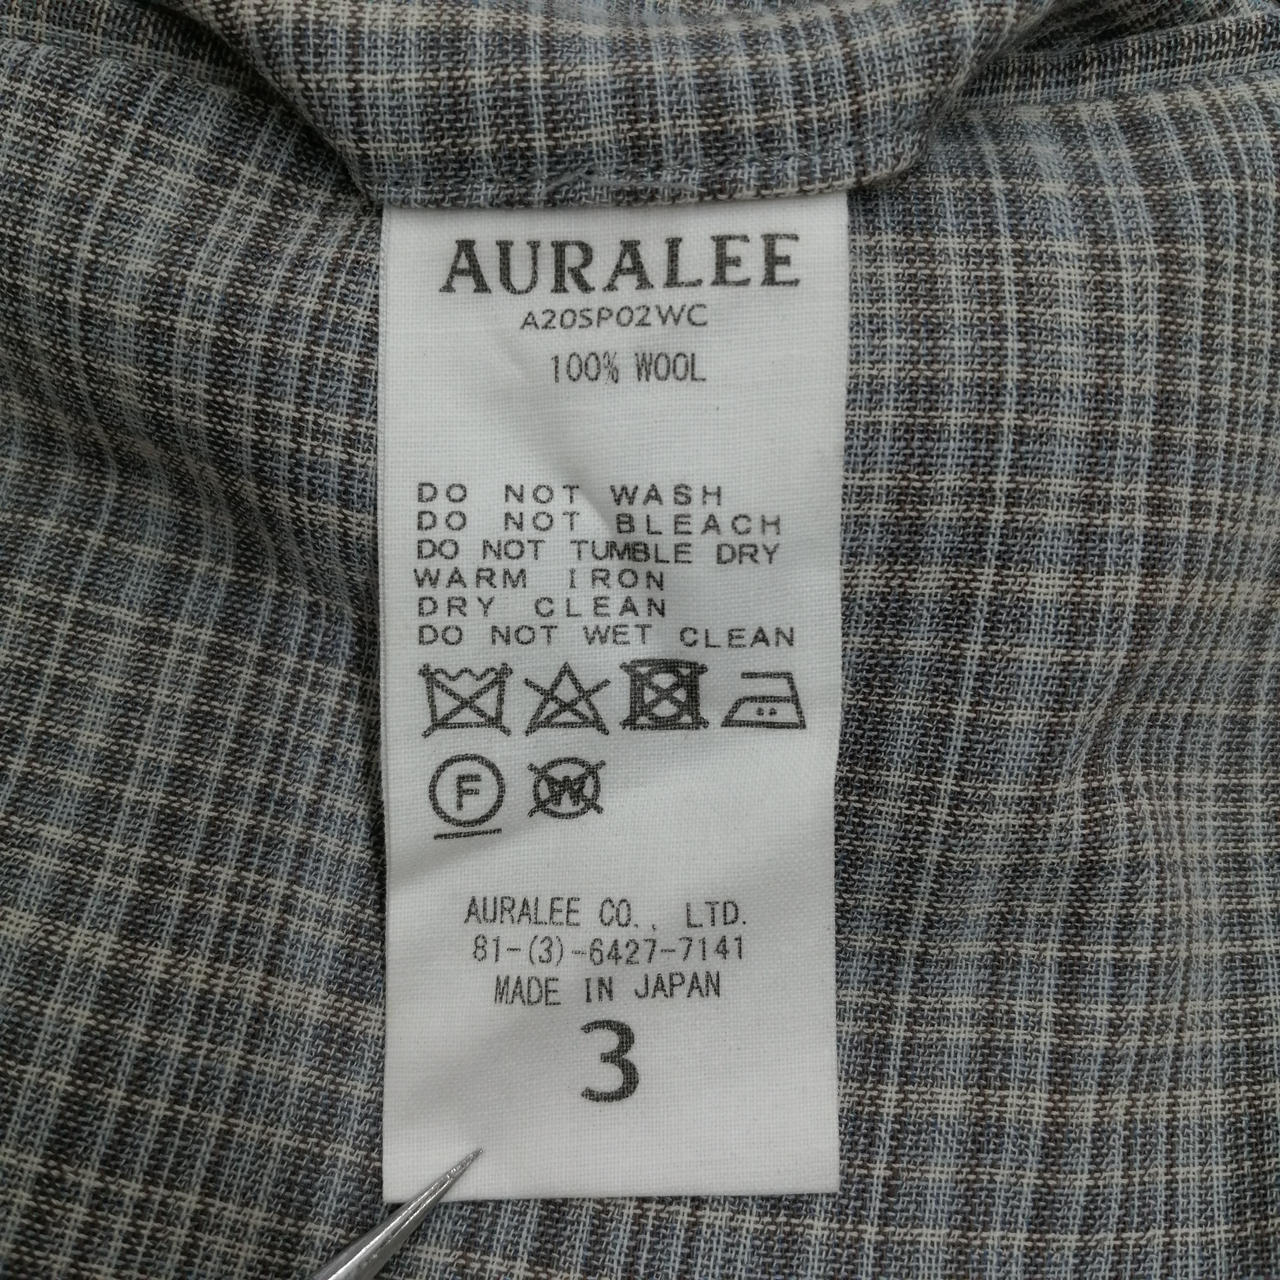 AURALEE
A20SP02WC
100% WOOL
DO NOT WASH
DO NOT BLEACH
DO NOT TUMBLE DRY
WARM IRON
DRY CLEAN
DO NOT WET CLEAN
F W
AURALEE CO., LTD.
81-(3)-6427-7141
MADE IN JAPAN
3